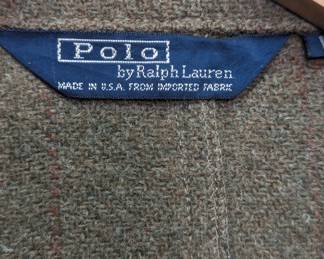 Polo
by Ralph Lauren
MADE IN U.S.A. FROM IMPORTED FABRIC